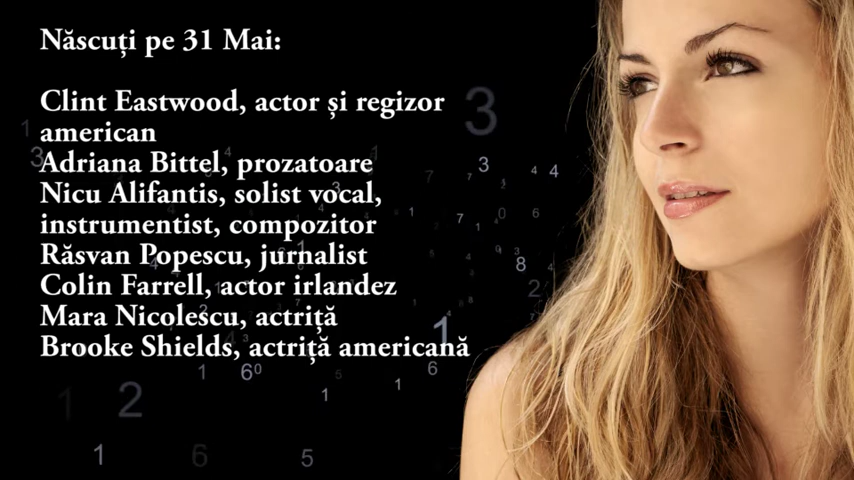 Născuți pe 31 Mai:
Clint Eastwood, actor și regizor
american
Adriana Bittel, prozatoare
Nicu Alifantis, solist vocal,
instrumentist, compozitor
Răsvan Popescu, jurnalist
Colin Farrell, actor irlandez
Mara Nicolescu, actriță
Brooke Shields, actriță americană